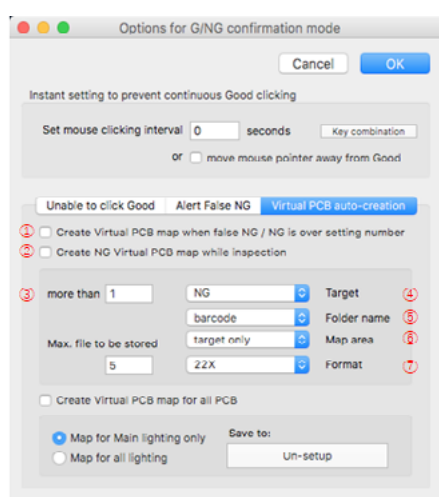 Options for G/NG confirmation mode
Cancel OK
Instant setting to prevent continuous Good clicking
Set mouse clicking interval 0 seconds Key combination
or move mouse pointer away from Good
Unable to click Good Alert False NG Virtual PCB auto-creation
① Create Virtual PCB map when false NG / NG is over setting number
② Create NG Virtual PCB map while inspection
③ more than 1 NG Target ④
barcode Folder name ⑤
Max. file to be stored target only Map area ⑥
5 22X Format ⑦
Create Virtual PCB map for all PCB
Map for Main lighting only Save to:
Map for all lighting Un-setup